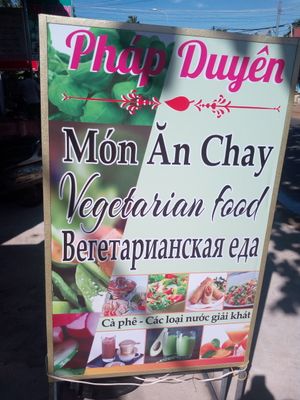 Pháp Duyên
Món Ăn Chay
Vegetarian food
Вегетарианская еда
Cà phê - Các loại nước giải khát